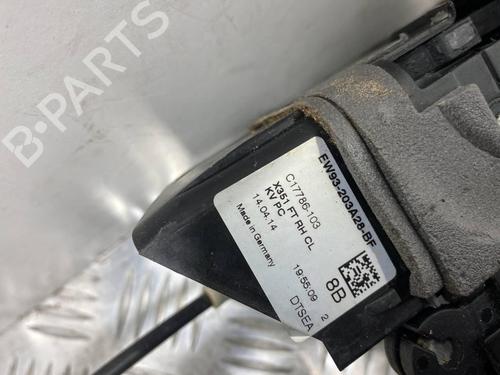 B-PARTS
EW93-203A28-BF
C17786-103
X351 FT RH CL
KV PC
14.04.14
19:55:09
8B
Made in Germany
DTSEA
2